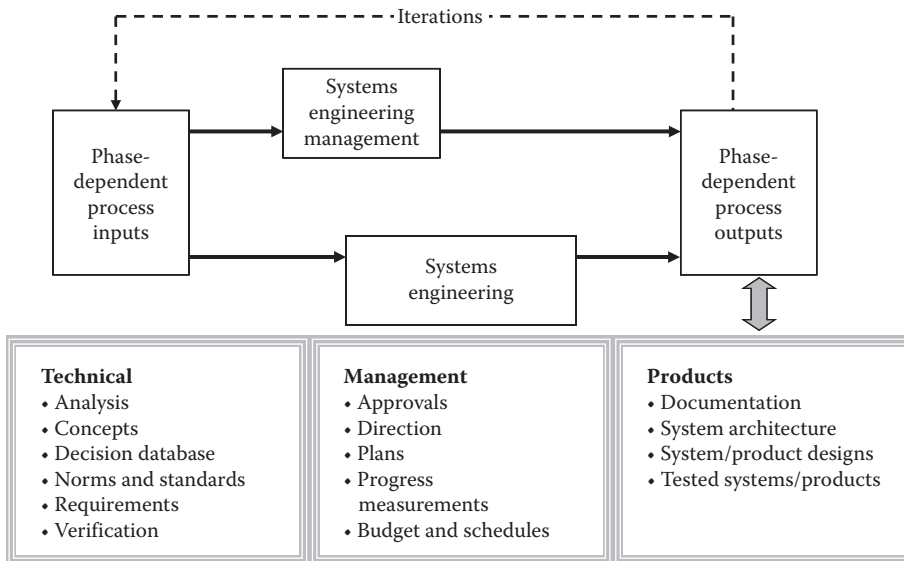 Iterations
Systems
engineering
management
Phase-
dependent
process
inputs
Phase-
dependent
process
outputs
Systems
engineering
Technical
• Analysis
• Concepts
• Decision database
• Norms and standards
• Requirements
• Verification
Management
• Approvals
• Direction
• Plans
• Progress
measurements
• Budget and schedules
Products
• Documentation
• System architecture
• System/product designs
• Tested systems/products